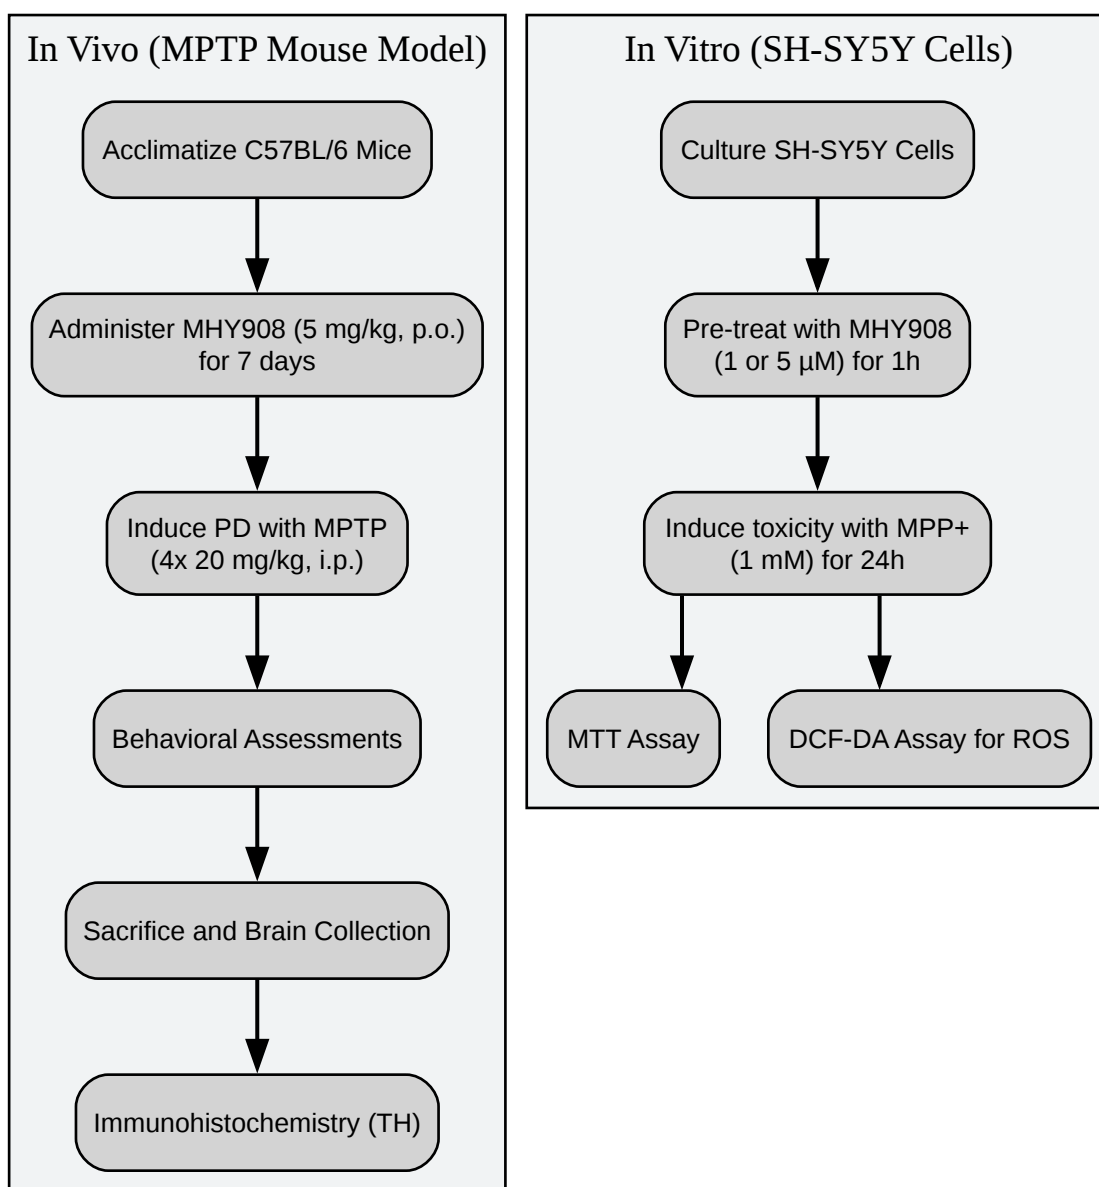 In Vivo (MPTP Mouse Model)
Acclimatize C57BL/6 Mice
Administer MHY908 (5 mg/kg, p.o.)
for 7 days
Induce PD with MPTP
(4x 20 mg/kg, i.p.)
Behavioral Assessments
Sacrifice and Brain Collection
Immunohistochemistry (TH)
In Vitro (SH-SY5Y Cells)
Culture SH-SY5Y Cells
Pre-treat with MHY908
(1 or 5 µM) for 1h
Induce toxicity with MPP+
(1 mM) for 24h
MTT Assay
DCF-DA Assay for ROS